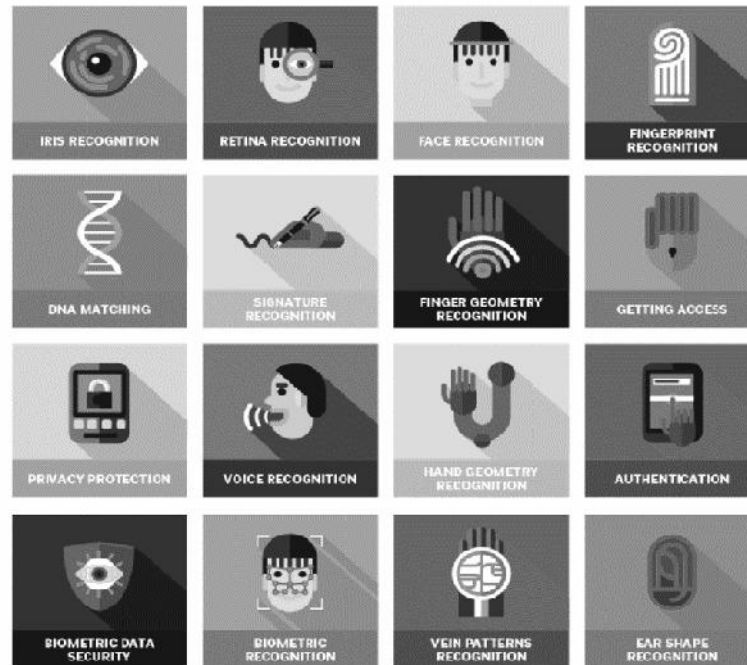 IRIS RECOGNITION
RETINA RECOGNITION
FACE RECOGNITION
FINGERPRINT
RECOGNITION
DNA MATCHING
SIGNATURE
RECOGNITION
FINGER GEOMETRY
RECOGNITION
GETTING ACCESS
PRIVACY PROTECTION
VOICE RECOGNITION
HAND GEOMETRY
RECOGNITION
AUTHENTICATION
BIOMETRIC DATA
SECURITY
BIOMETRIC
RECOGNITION
VEIN PATTERNS
RECOGNITION
EAR SHAPE
RECOGNITION